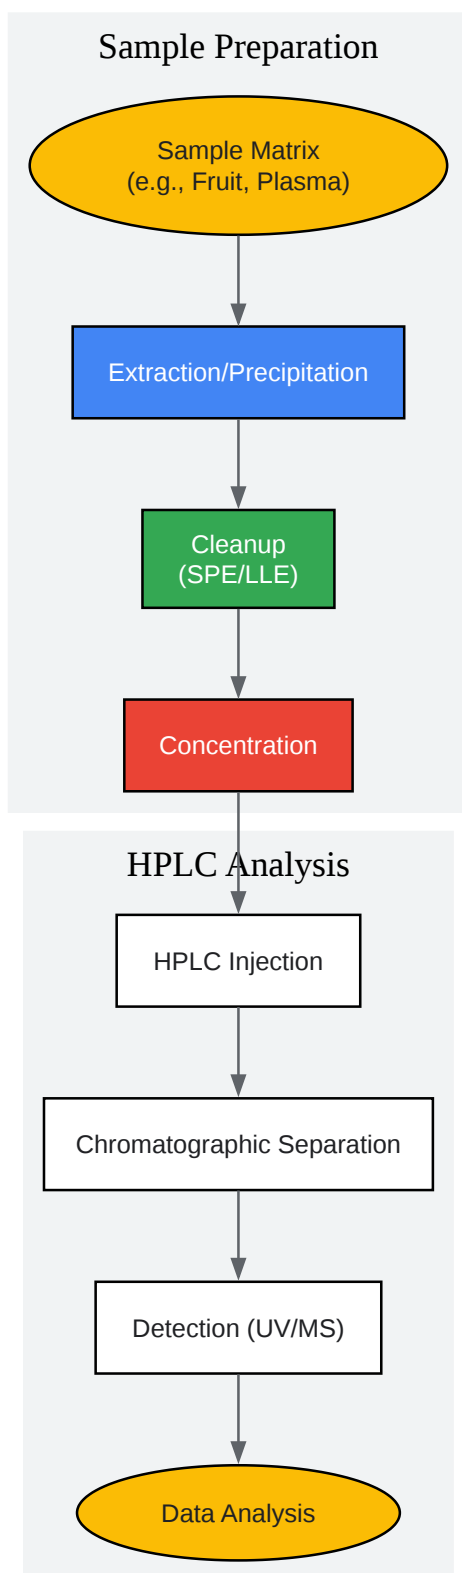 Sample Preparation
Sample Matrix
(e.g., Fruit, Plasma)
Extraction/Precipitation
Cleanup
(SPE/LLE)
Concentration
HPLC Analysis
HPLC Injection
Chromatographic Separation
Detection (UV/MS)
Data Analysis